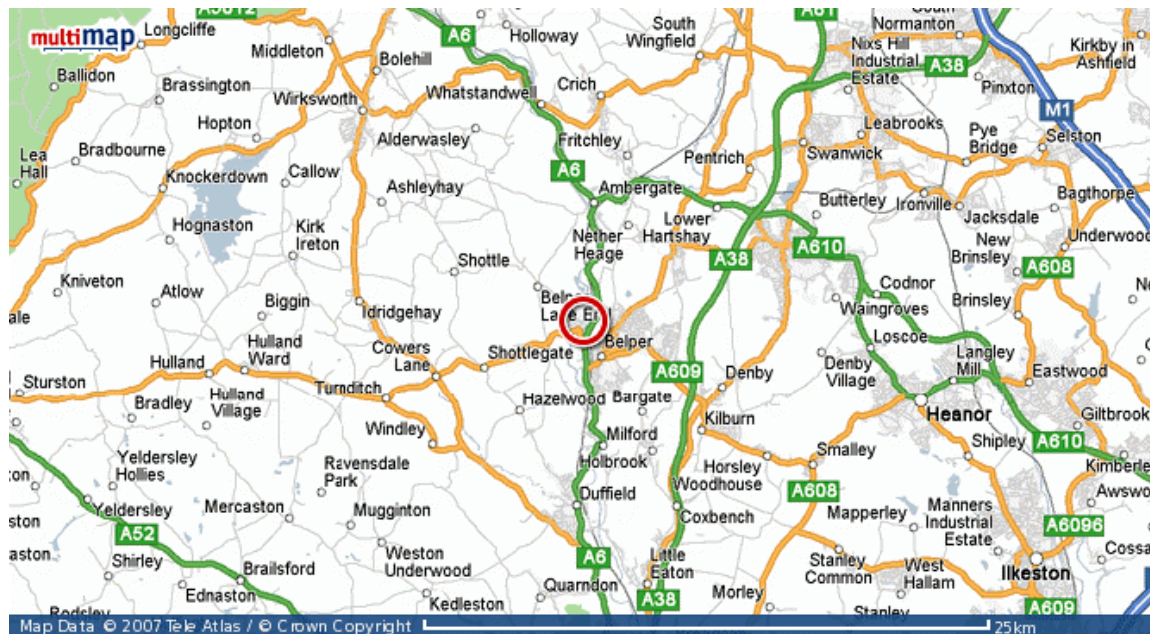 A5012
A6
Holloway
South
Wingfield
A61
South
Normanton
multimap
Longcliffe
Middleton
Bolehill
Nixs Hill
Industrial
Estate
A38
Kirkby in
Ashfield
Ballidon
Brassington
Wirksworth
Whatstandwell
Crich
Pinxton
M1
Hopton
Alderwasley
Fritchley
Leabrooks
Pye
Bridge
Selston
Lea
Hall
Bradbourne
Knockerdown
Callow
Ashleyhay
A6
Ambergate
Pentrich
Swanwick
Bagthorpe
Hognaston
Kirk
Ireton
Nether
Heage
Lower
Hartshay
Butterley
Ironville
Jacksdale
Underwood
Shottle
A38
A610
New
Brinsley
A608
Kniveton
Atlow
Biggin
Idridgehay
Codnor
Waingroves
Brinsley
Loscoe
Hulland
Hulland
Ward
Cowers
Lane
Shottlegate
Belper
A609
Denby
Denby
Village
Langley
Mill
Eastwood
Sturston
Bradley
Hulland
Village
Turnditch
Hazelwood
Bargate
Heanor
Giltbrook
Windley
Kilburn
Milford
Holbrook
Smalley
Shipley
A610
Yeldersley
Hollies
Ravensdale
Park
Horsley
Woodhouse
A608
Yeldersley
Mercaston
Mugginton
Duffield
Coxbench
Mapperley
Manners
Industrial
Estate
A6096
A52
Shirley
Brailsford
Weston
Underwood
A6
Little
Eaton
Stanley
Common
West
Hallam
Ilkeston
Ednaston
Kedleston
Quarndon
A38
Morley
Stanley
A609
Map Data © 2007 Tele Atlas / © Crown Copyright
25km